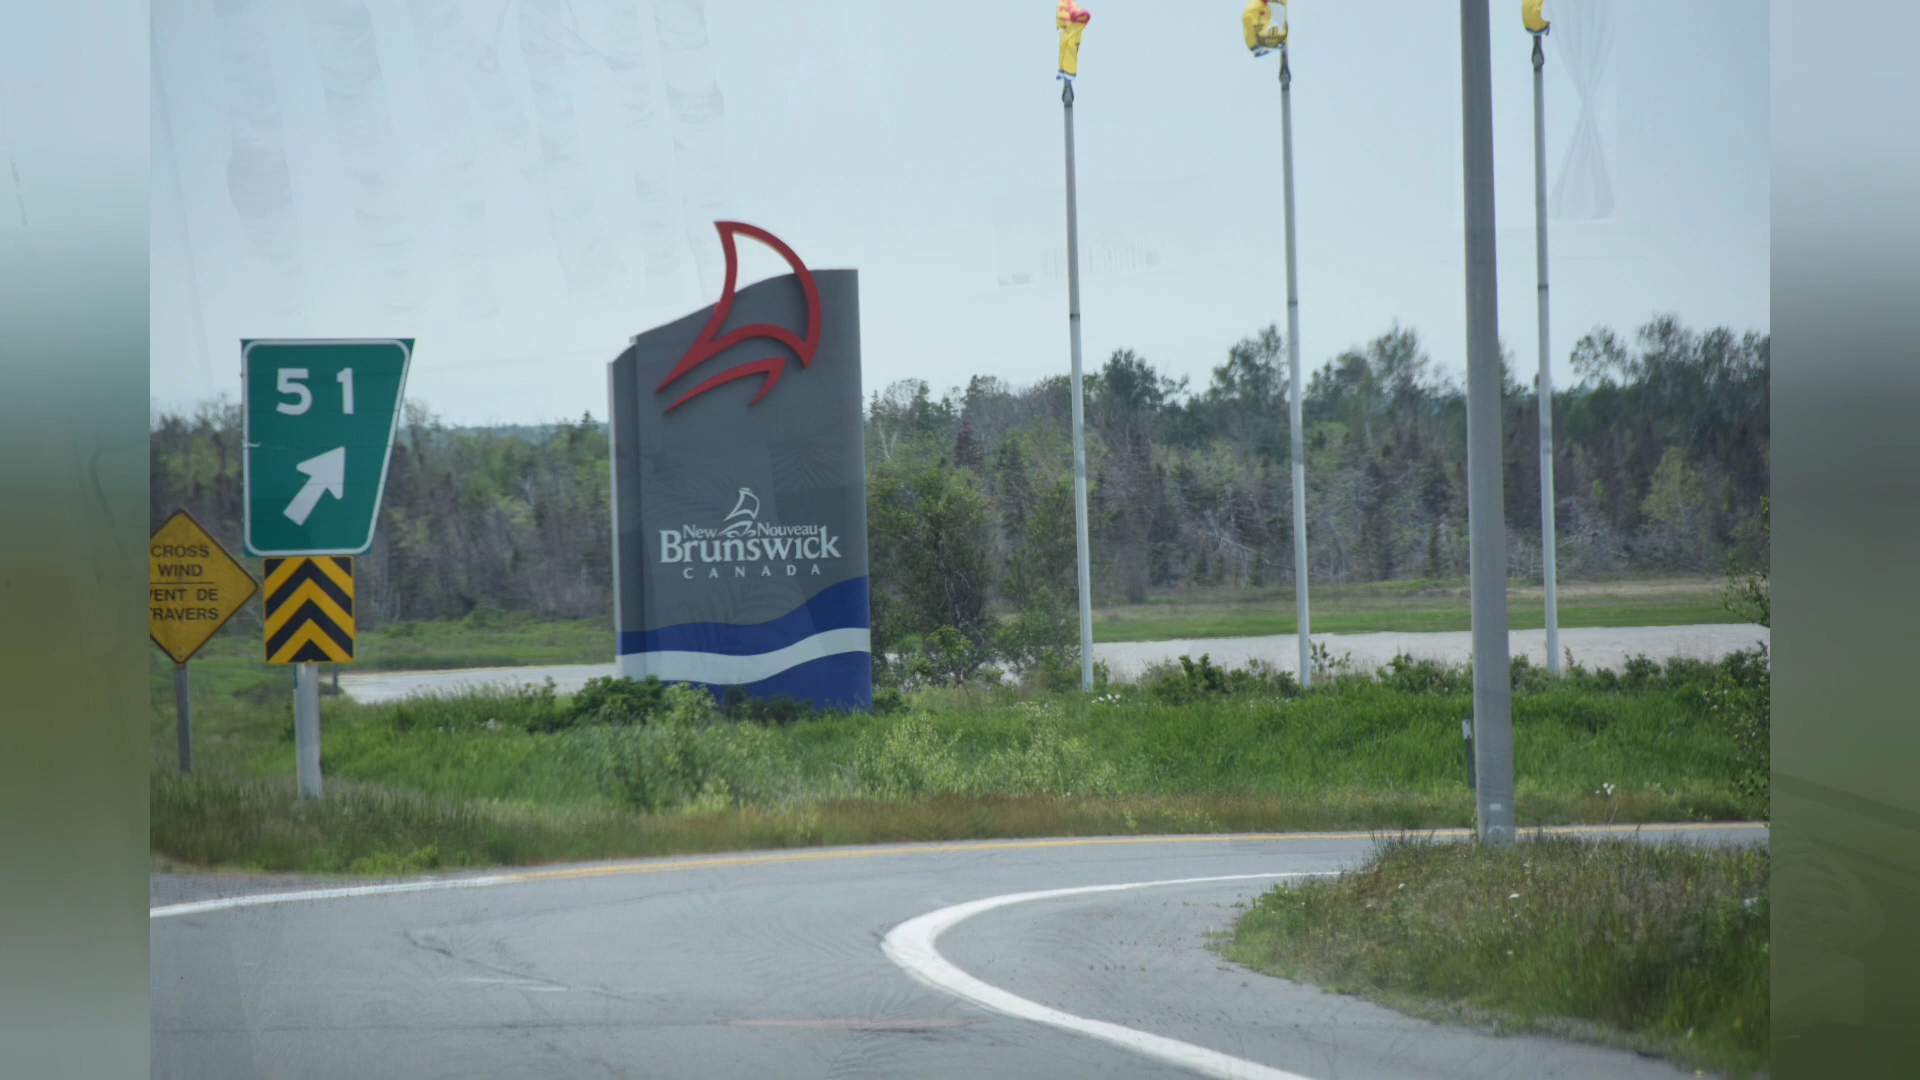 51
CROSS
WIND
VENT DE
TRAVERS
New Nouveau
Brunswick
CANADA